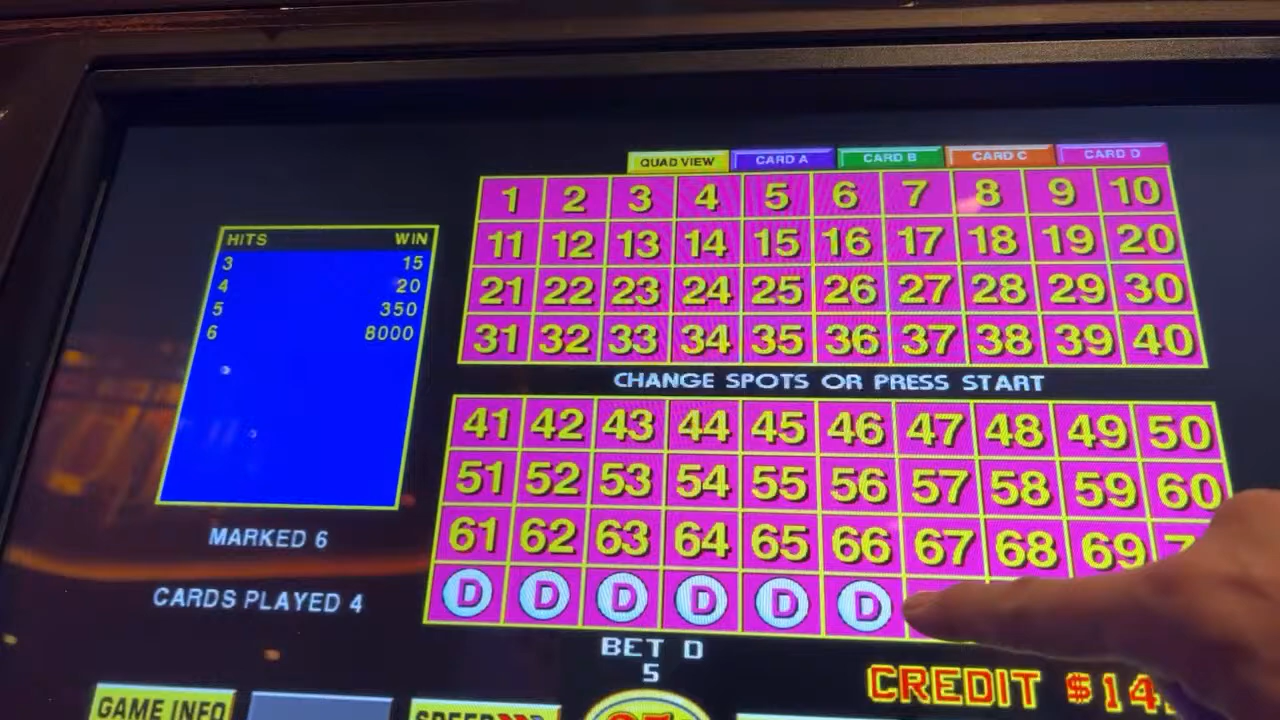 QUAD VIEW CARD A CARD B CARD C CARD D
1 2 3 4 5 6 7 8 9 10
11 12 13 14 15 16 17 18 19 20
21 22 23 24 25 26 27 28 29 30
31 32 33 34 35 36 37 38 39 40
HITS WIN
3 15
4 20
5 350
6 8000
CHANGE SPOTS OR PRESS START
41 42 43 44 45 46 47 48 49 50
51 52 53 54 55 56 57 58 59 60
61 62 63 64 65 66 67 68 69
D D D D D D
MARKED 6
CARDS PLAYED 4
BET D
5
CREDIT $14
GAME INFO
SPEED